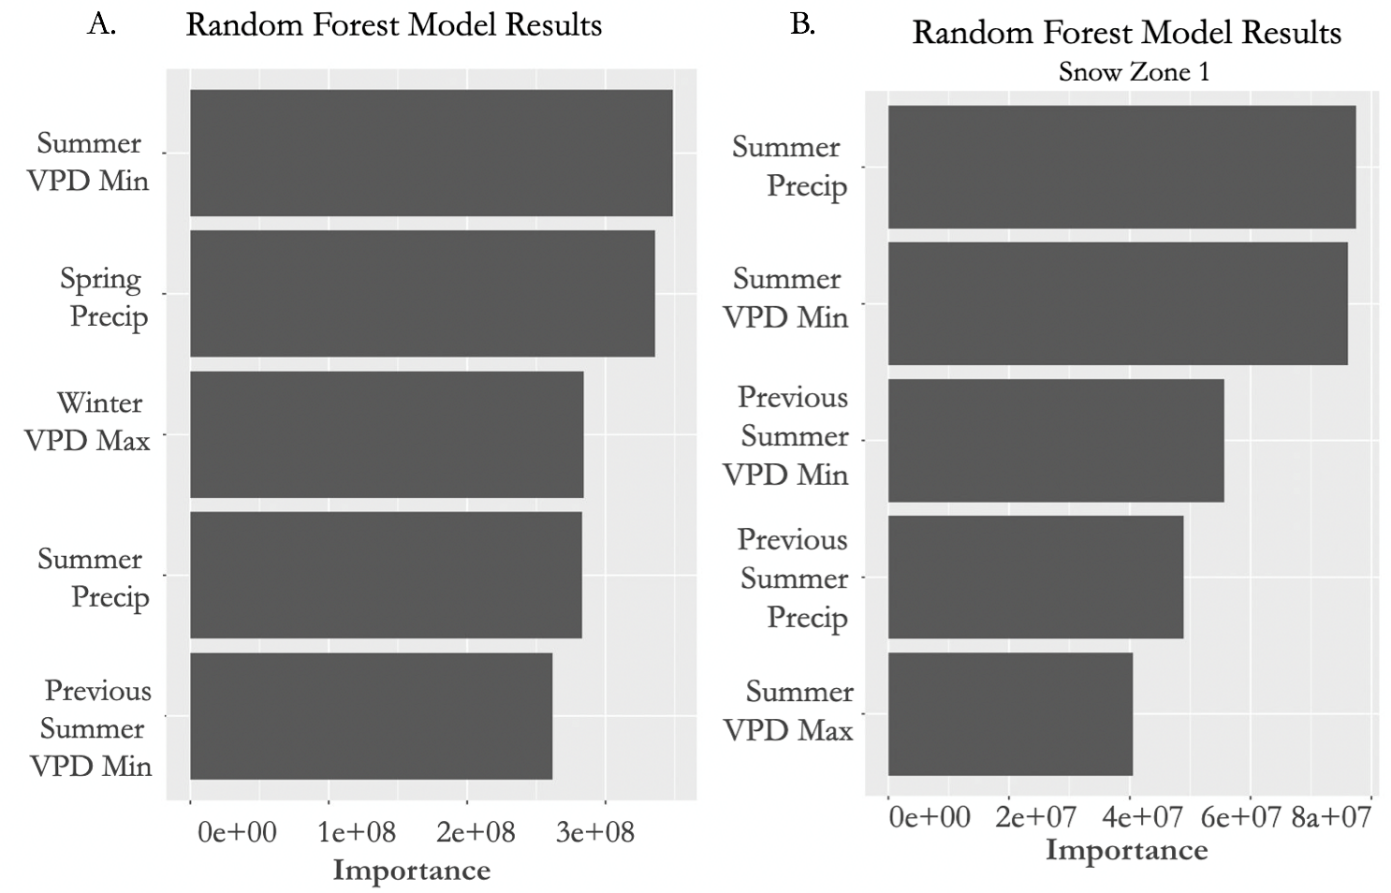 A.
Random Forest Model Results
Summer
VPD Min
Spring
Precip
Winter
VPD Max
Summer
Precip
Previous
Summer
VPD Min
0e+00 1e+08 2e+08 3e+08
Importance
B.
Random Forest Model Results
Snow Zone 1
Summer
Precip
Summer
VPD Min
Previous
Summer
VPD Min
Previous
Summer
Precip
Summer
VPD Max
0e+00 2e+07 4e+07 6e+07 8a+07
Importance